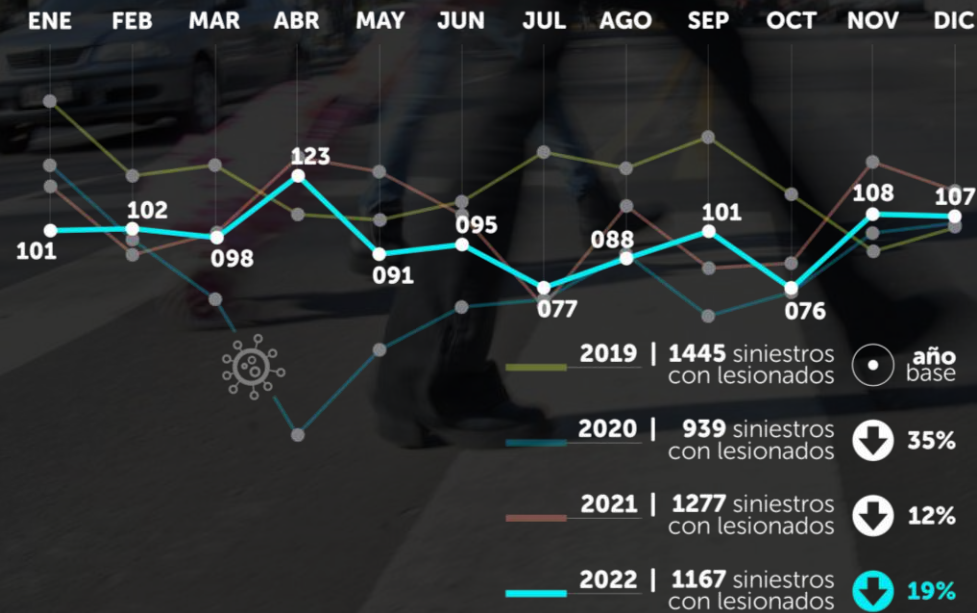 ENE FEB MAR ABR MAY JUN JUL AGO SEP OCT NOV DIC
123
102
101
098
091
095
077
088
101
076
108
107
2019 | 1445 siniestros
con lesionados
año
base
2020 | 939 siniestros
con lesionados
35%
2021 | 1277 siniestros
con lesionados
12%
2022 | 1167 siniestros
con lesionados
19%